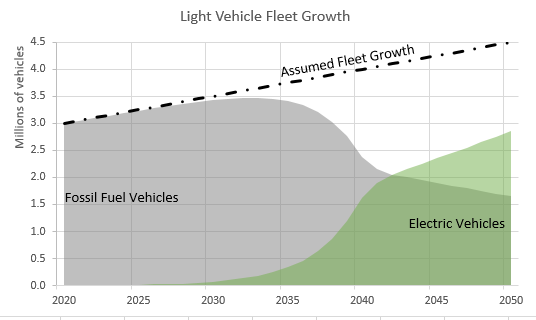 Light Vehicle Fleet Growth
Millions of vehicles
4.5
4.0
3.5
3.0
2.5
2.0
1.5
1.0
0.5
0.0
Assumed Fleet Growth
Fossil Fuel Vehicles
Electric Vehicles
2020 2025 2030 2035 2040 2045 2050